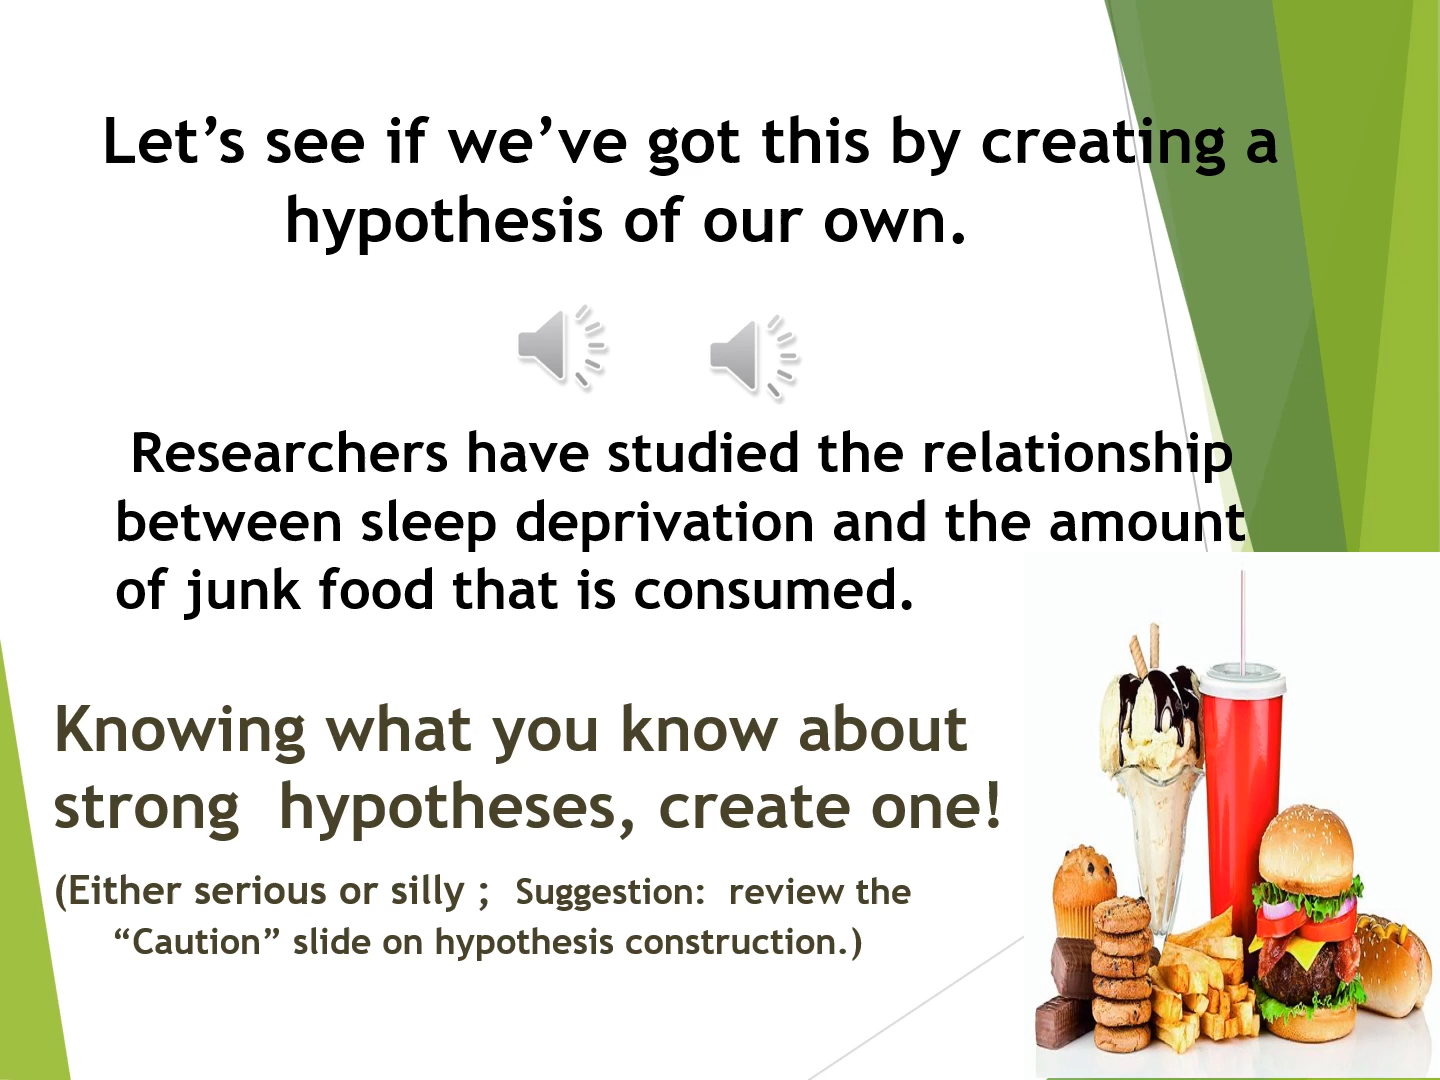 Let’s see if we’ve got this by creating a
hypothesis of our own.
Researchers have studied the relationship
between sleep deprivation and the amount
of junk food that is consumed.
Knowing what you know about
strong hypotheses, create one!
(Either serious or silly ; Suggestion: review the
“Caution” slide on hypothesis construction.)